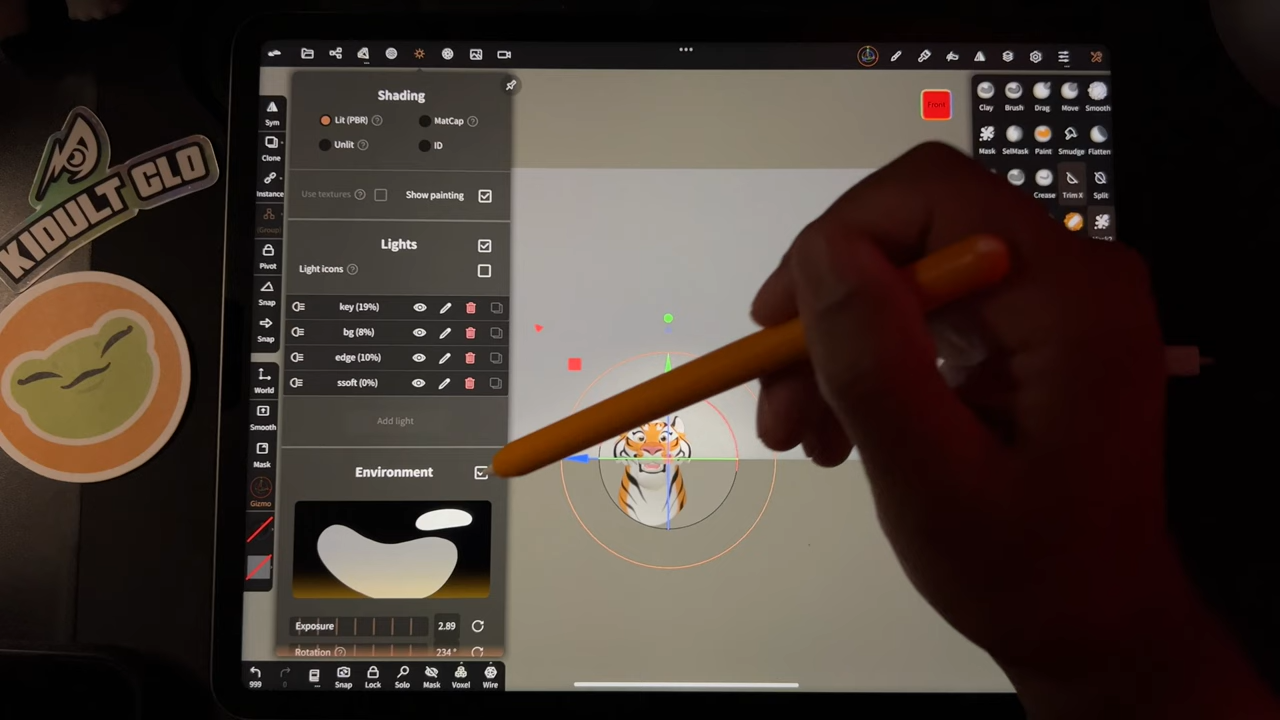 KIDULT CLO
Shading
Lit (PBR) ?
MatCap ?
Unlit ?
ID
Use textures ?
Show painting
Lights
Light icons ?
key (19%)
bg (8%)
edge (10%)
ssoft (0%)
Add light
Environment
Exposure
2.89
Rotation ?
234 °
Sym
Clone
Instance
(Group)
Pivot
Snap
Snap
World
Smooth
Mask
Gizmo
999
0
Snap
Lock
Solo
Mask
Voxel
Wire
Front
Clay Brush Drag Move Smooth
Mask SelMask Paint Smudge Flatten
Crease Trim X Split